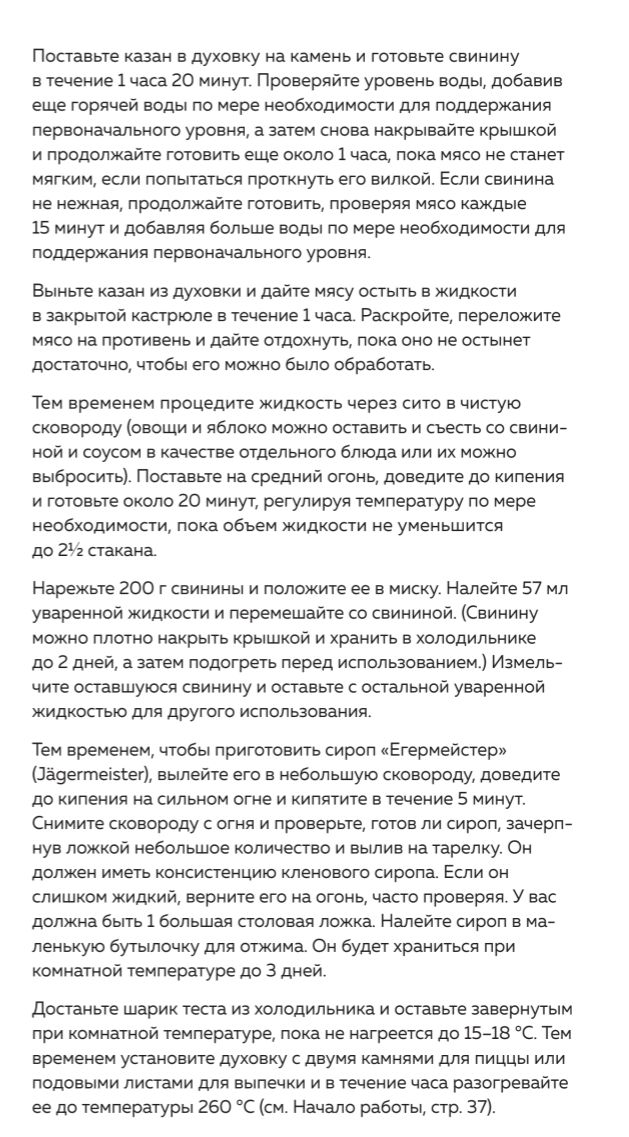 Поставьте казан в духовку на камень и готовьте свинину
в течение 1 часа 20 минут. Проверяйте уровень воды, добавив
еще горячей воды по мере необходимости для поддержания
первоначального уровня, а затем снова накрывайте крышкой
и продолжайте готовить еще около 1 часа, пока мясо не станет
мягким, если попытаться проткнуть его вилкой. Если свинина
не нежная, продолжайте готовить, проверяя мясо каждые
15 минут и добавляя больше воды по мере необходимости для
поддержания первоначального уровня.
Выньте казан из духовки и дайте мясу остыть в жидкости
в закрытой кастрюле в течение 1 часа. Раскройте, переложите
мясо на противень и дайте отдохнуть, пока оно не остынет
достаточно, чтобы его можно было обработать.
Тем временем процедите жидкость через сито в чистую
сковороду (овощи и яблоко можно оставить и съесть со свини-
ной и соусом в качестве отдельного блюда или их можно
выбросить). Поставьте на средний огонь, доведите до кипения
и готовьте около 20 минут, регулируя температуру по мере
необходимости, пока объем жидкости не уменьшится
до 2½ стакана.
Нарежьте 200 г свинины и положите ее в миску. Налейте 57 мл
уваренной жидкости и перемешайте со свининой. (Свинину
можно плотно накрыть крышкой и хранить в холодильнике
до 2 дней, а затем подогреть перед использованием.) Измель-
чите оставшуюся свинину и оставьте с остальной уваренной
жидкостью для другого использования.
Тем временем, чтобы приготовить сироп «Егермейстер»
(Jägermeister), вылейте его в небольшую сковороду, доведите
до кипения на сильном огне и кипятите в течение 5 минут.
Снимите сковороду с огня и проверьте, готов ли сироп, зачерп-
нув ложкой небольшое количество и вылив на тарелку. Он
должен иметь консистенцию кленового сиропа. Если он
слишком жидкий, верните его на огонь, часто проверяя. У вас
должна быть 1 большая столовая ложка. Налейте сироп в ма-
ленькую бутылочку для отжима. Он будет храниться при
комнатной температуре до 3 дней.
Достаньте шарик теста из холодильника и оставьте завернутым
при комнатной температуре, пока не нагреется до 15–18 °C. Тем
временем установите духовку с двумя камнями для пиццы или
подовыми листами для выпечки и в течение часа разогревайте
ее до температуры 260 °C (см. Начало работы, стр. 37).